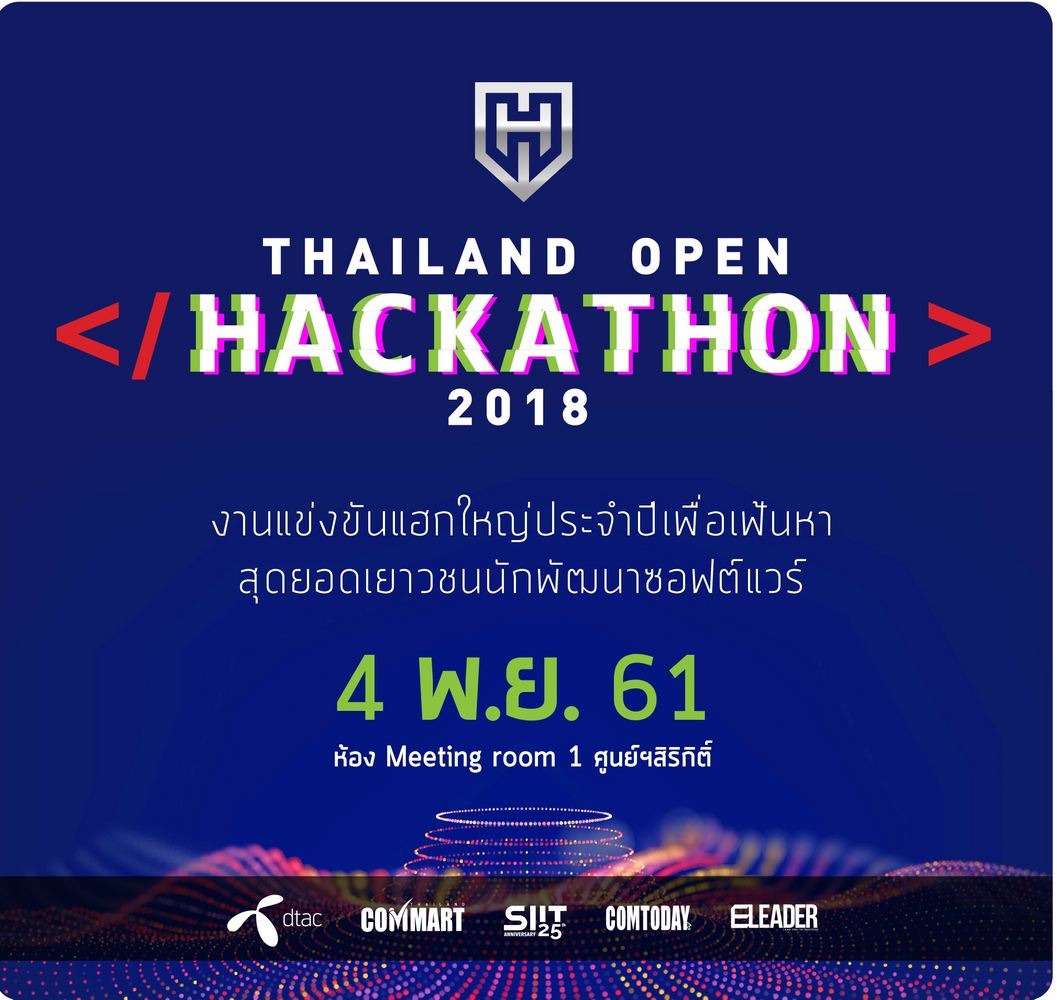 THAILAND OPEN
</HACKATHON>
2018
งานแข่งขันแฮกใหญ่ประจำปีเพื่อเฟ้นหา
สุดยอดเยาวชนนักพัฒนาซอฟต์แวร์
4 พ.ย. 61
ห้อง Meeting room 1 ศูนย์ฯสิริกิติ์
dtac
THAILAND
COMMART
SIIT
ANNIVERSARY 25th
COMTODAY
ELEADER